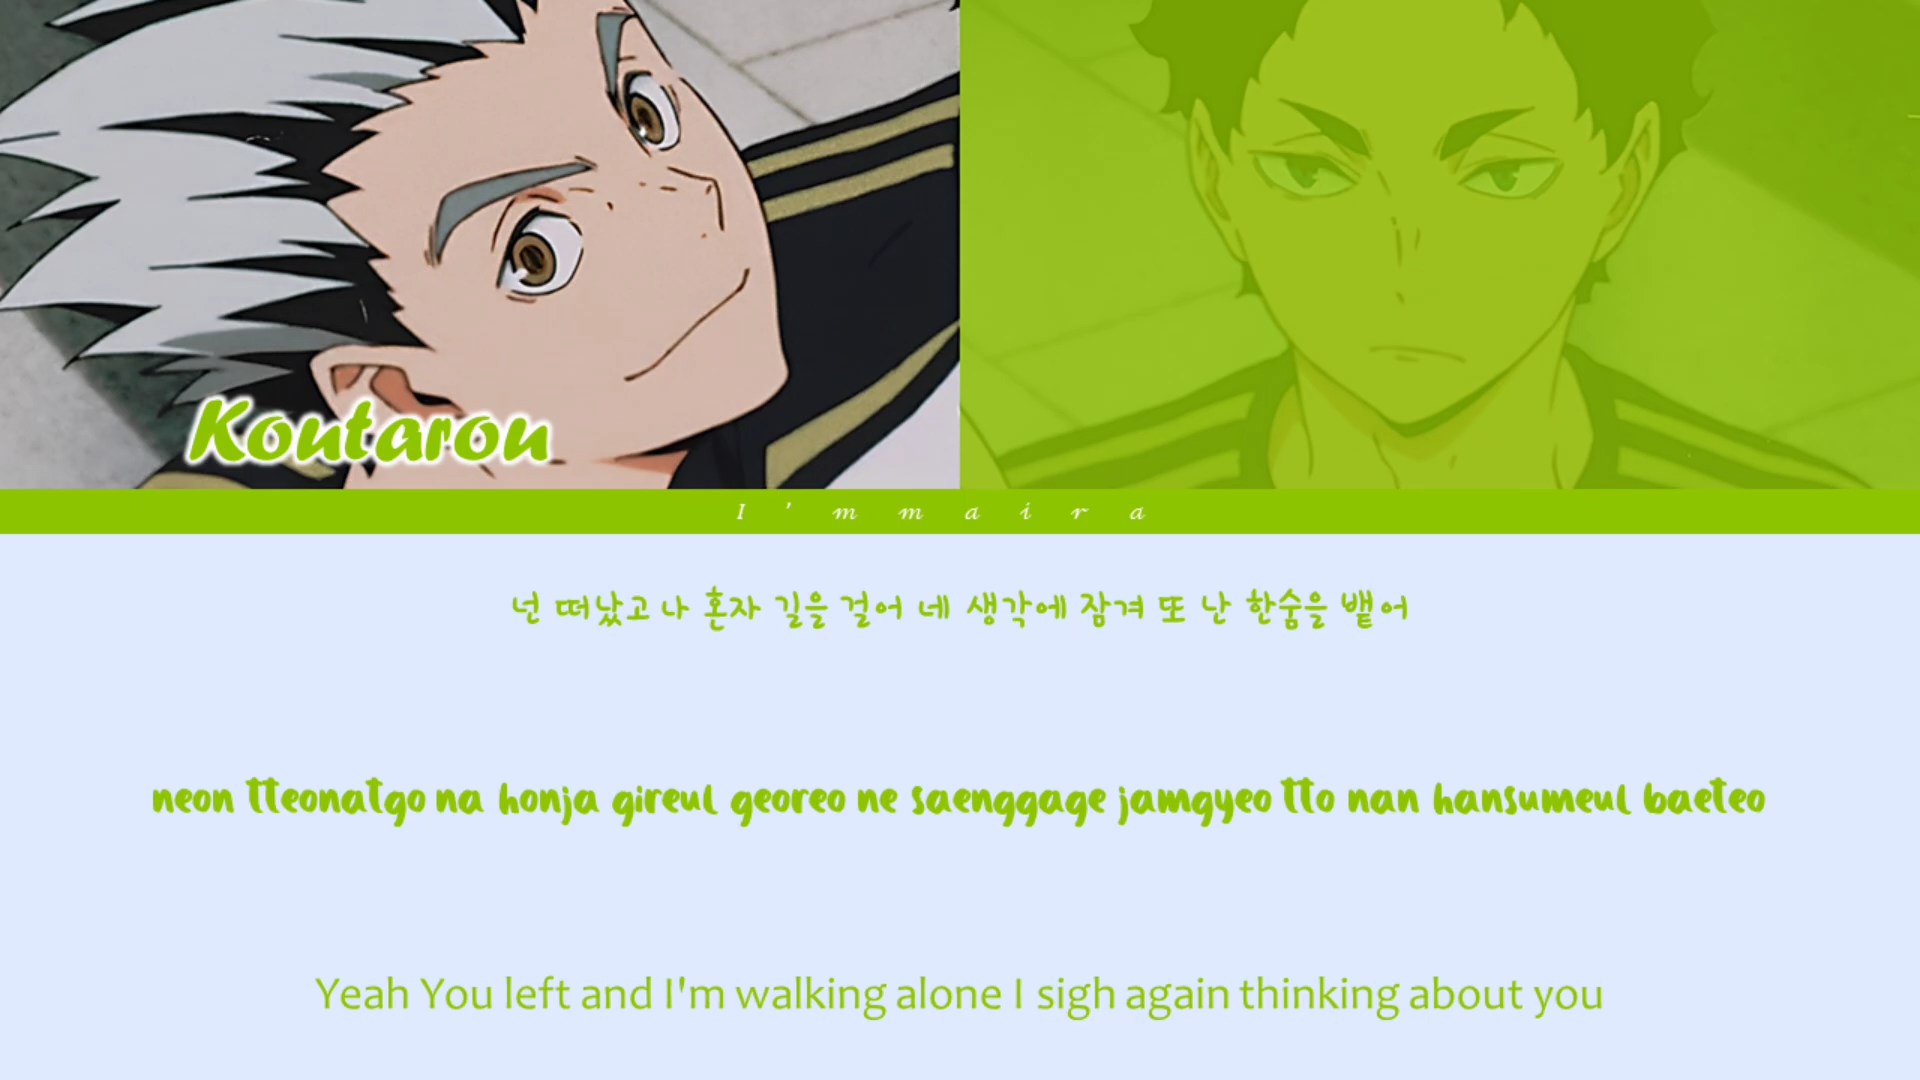 Koutarou
I'mmaira
넌 떠났고 나 혼자 길을 걸어 네 생각에 잠겨 또 난 한숨을 뱉어
neon tteonatgo na honja gireul georeo ne saenggage jamgyeo tto nan hansumeul baeteo
Yeah You left and I'm walking alone I sigh again thinking about you